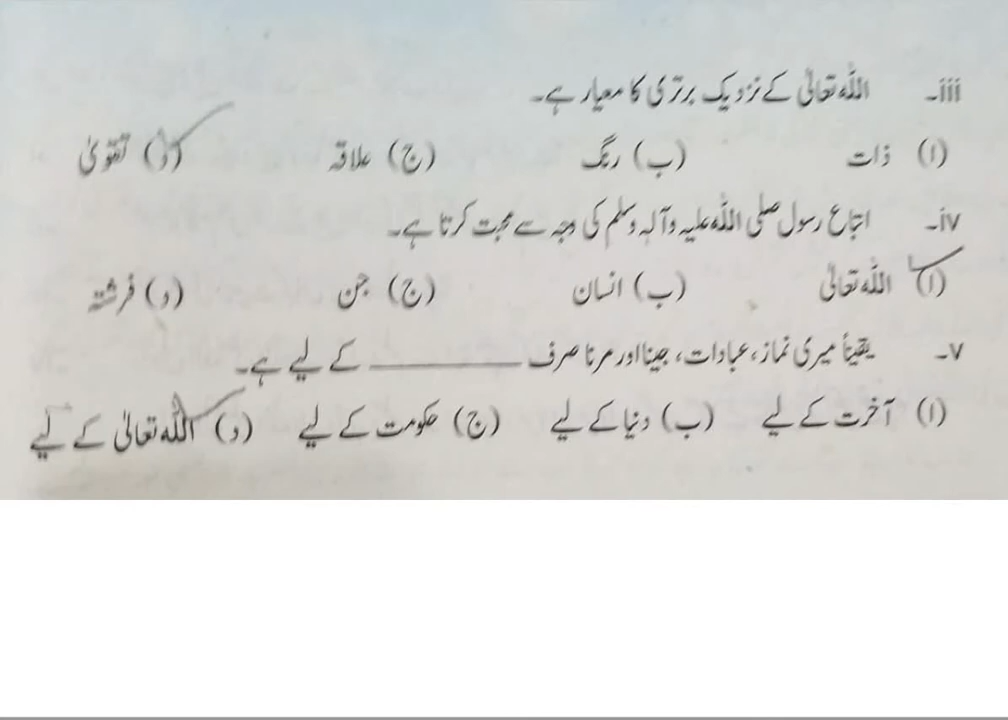 iii۔ اللہ تعالیٰ کے نزدیک برتری کا معیار ہے۔
(ا) ذات (ب) رنگ (ج) علاقہ (د) تقویٰ
iv۔ اتباع رسول صلی اللہ علیہ وآلہ وسلم کی وجہ سے محبت کرتا ہے۔
(ا) اللہ تعالیٰ (ب) انسان (ج) جن (د) فرشتہ
v۔ یقیناً میری نماز، عبادات، جینا اور مرنا صرف __________ کے لیے ہے۔
(ا) آخرت کے لیے (ب) دنیا کے لیے (ج) حکومت کے لیے (د) اللہ تعالیٰ کے لیے